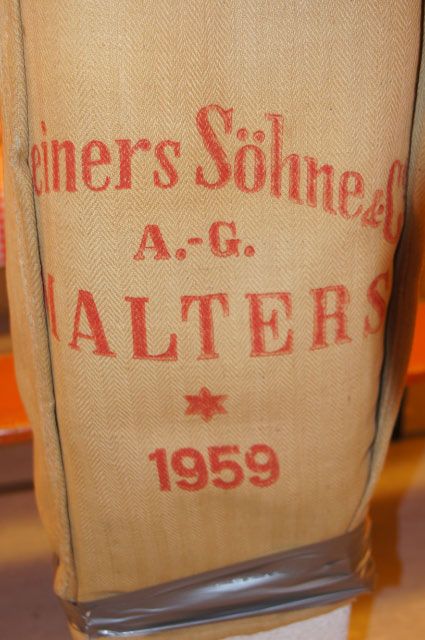 einers Söhne & C
A.-G.
ALTERS
1959